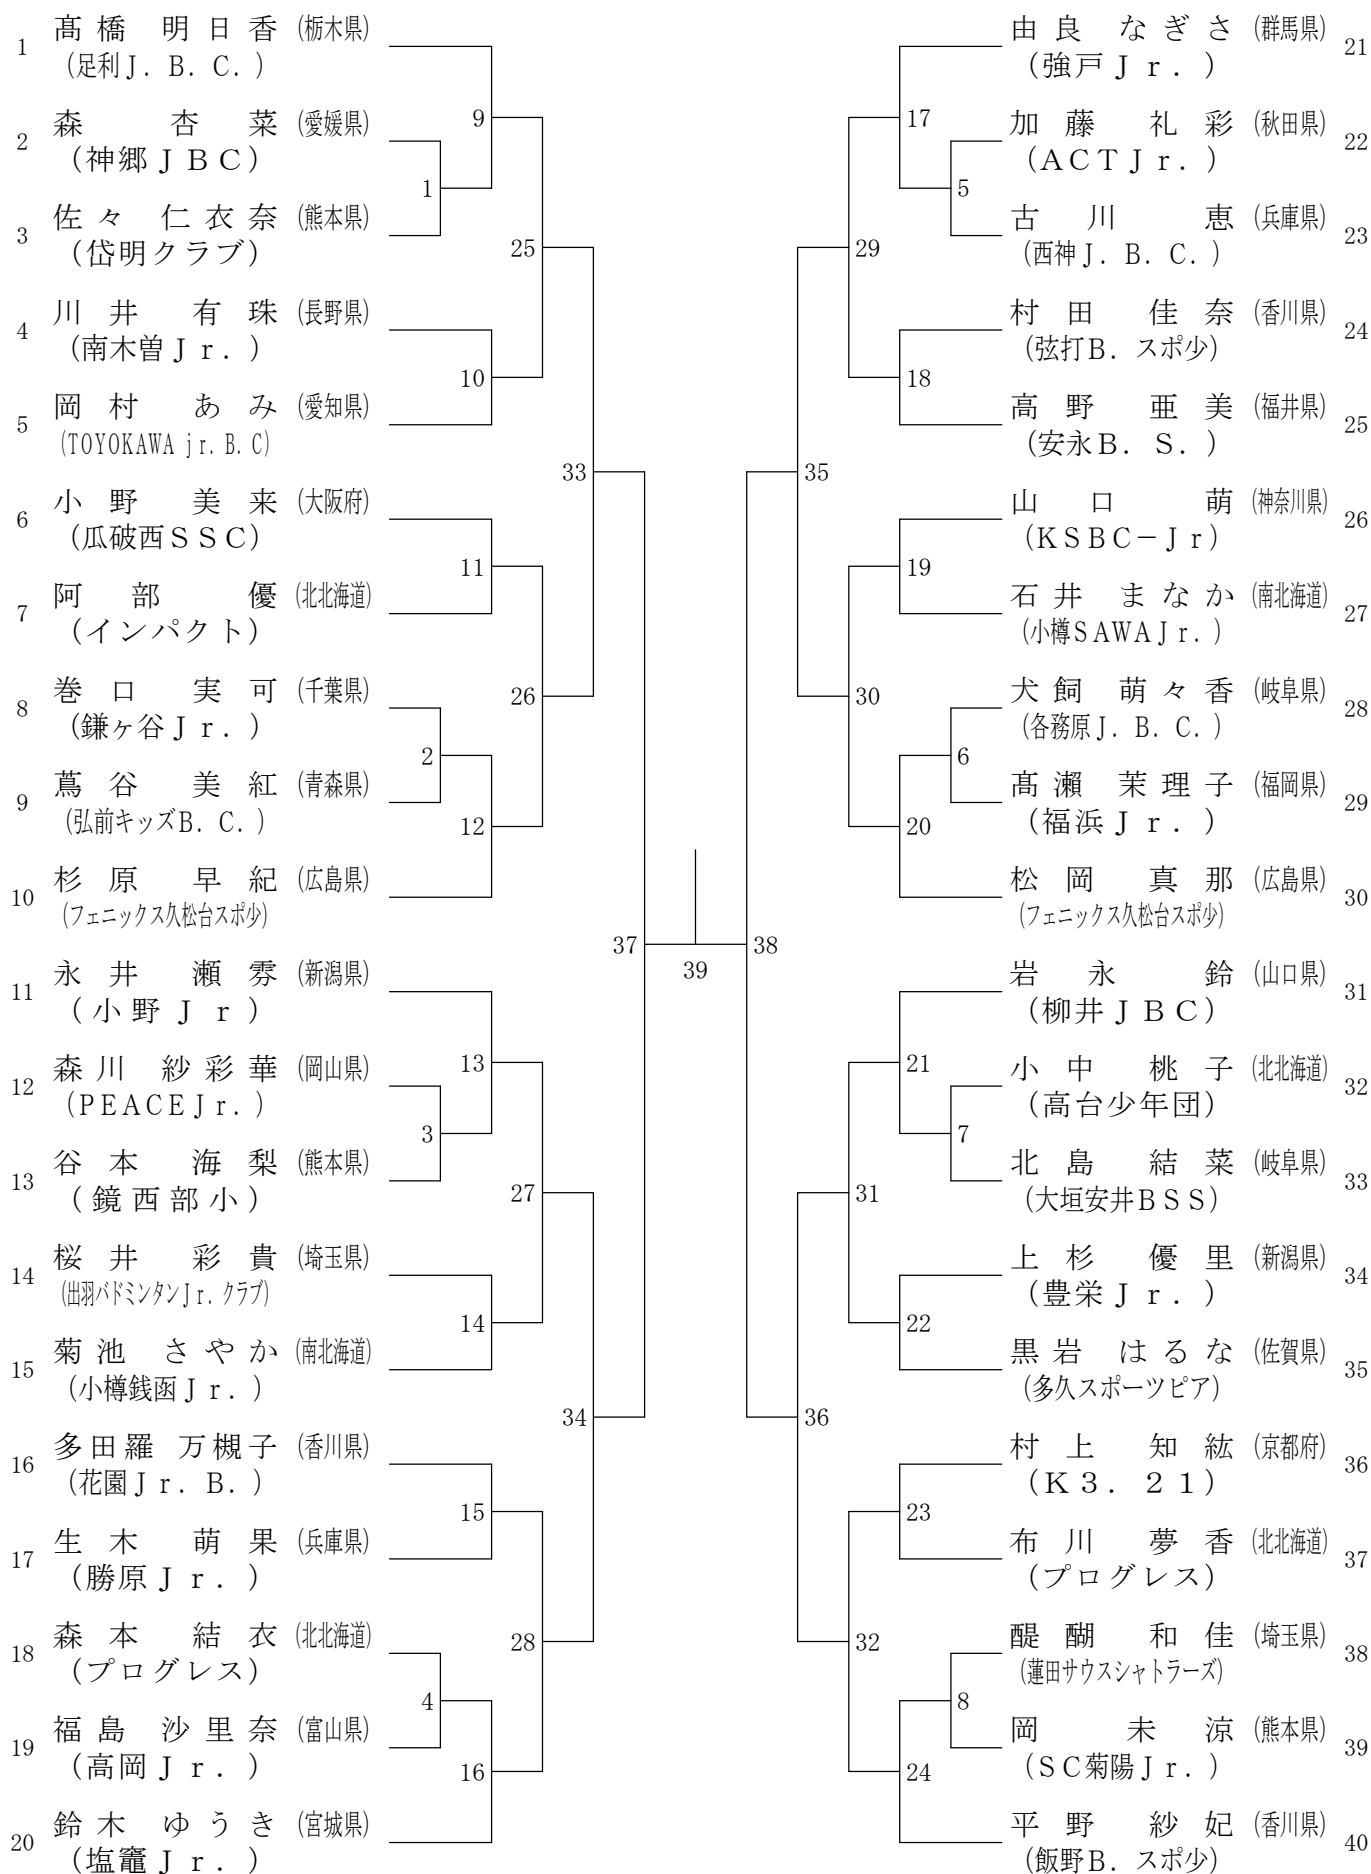 1 髙橋 明日香 (栃木県)
(足利J. B. C. )
2 森 杏菜 (愛媛県)
(神郷JBC)
3 佐々 仁衣奈 (熊本県)
(岱明クラブ)
4 川井 有珠 (長野県)
(南木曽Jr. )
5 岡村 あみ (愛知県)
(TOYOKAWA jr. B. C)
6 小野 美来 (大阪府)
(瓜破西SSC)
7 阿部 優 (北北海道)
(インパクト)
8 巻口 実可 (千葉県)
(鎌ヶ谷Jr. )
9 蔦谷 美紅 (青森県)
(弘前キッズB. C. )
10 杉原 早紀 (広島県)
(フェニックス久松台スポ少)
11 永井 瀬雰 (新潟県)
(小野Jr)
12 森川 紗彩華 (岡山県)
(PEACEJr. )
13 谷本 海梨 (熊本県)
(鏡西部小)
14 桜井 彩貴 (埼玉県)
(出羽バドミンタンJr. クラブ)
15 菊池 さやか (南北海道)
(小樽銭函Jr. )
16 多田羅 万槻子 (香川県)
(花園Jr. B. )
17 生木 萌果 (兵庫県)
(勝原Jr. )
18 森本 結衣 (北北海道)
(プログレス)
19 福島 沙里奈 (富山県)
(高岡Jr. )
20 鈴木 ゆうき (宮城県)
(塩竈Jr. )
1
2
3
4
9
10
11
12
13
14
15
16
25
26
27
28
33
34
37
39
38
35
36
29
30
31
32
17
18
19
20
21
22
23
24
5
6
7
8
由良 なぎさ (群馬県) 21
(強戸Jr. )
加藤 礼彩 (秋田県) 22
(ACTJr. )
古川 恵 (兵庫県) 23
(西神J. B. C. )
村田 佳奈 (香川県) 24
(弦打B. スポ少)
高野 亜美 (福井県) 25
(安永B. S. )
山口 萌 (神奈川県) 26
(KSBC－Jr)
石井 まなか (南北海道) 27
(小樽SAWAJr. )
犬飼 萌々香 (岐阜県) 28
(各務原J. B. C. )
髙瀬 茉理子 (福岡県) 29
(福浜Jr. )
松岡 真那 (広島県) 30
(フェニックス久松台スポ少)
岩永 鈴 (山口県) 31
(柳井JBC)
小中 桃子 (北北海道) 32
(高台少年団)
北島 結菜 (岐阜県) 33
(大垣安井BSS)
上杉 優里 (新潟県) 34
(豊栄Jr. )
黒岩 はるな (佐賀県) 35
(多久スポーツピア)
村上 知紘 (京都府) 36
(K3. 21)
布川 夢香 (北北海道) 37
(プログレス)
醍醐 和佳 (埼玉県) 38
(蓮田サウスシャトラーズ)
岡 未涼 (熊本県) 39
(SC菊陽Jr. )
平野 紗妃 (香川県) 40
(飯野B. スポ少)